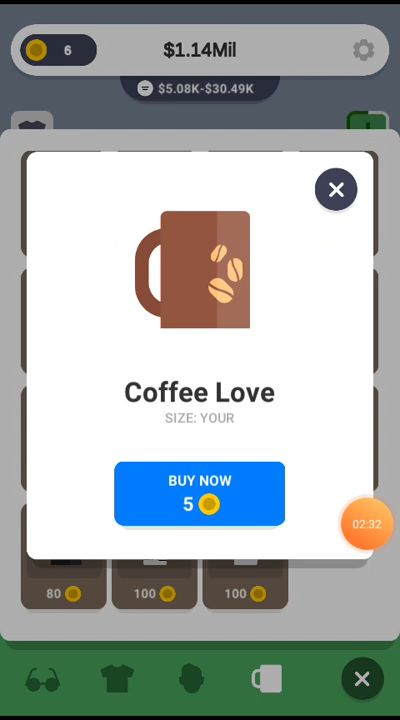 6
$1.14Mil
$5.08K-$30.49K
Coffee Love
SIZE: YOUR
BUY NOW
5
02:32
80
100
100